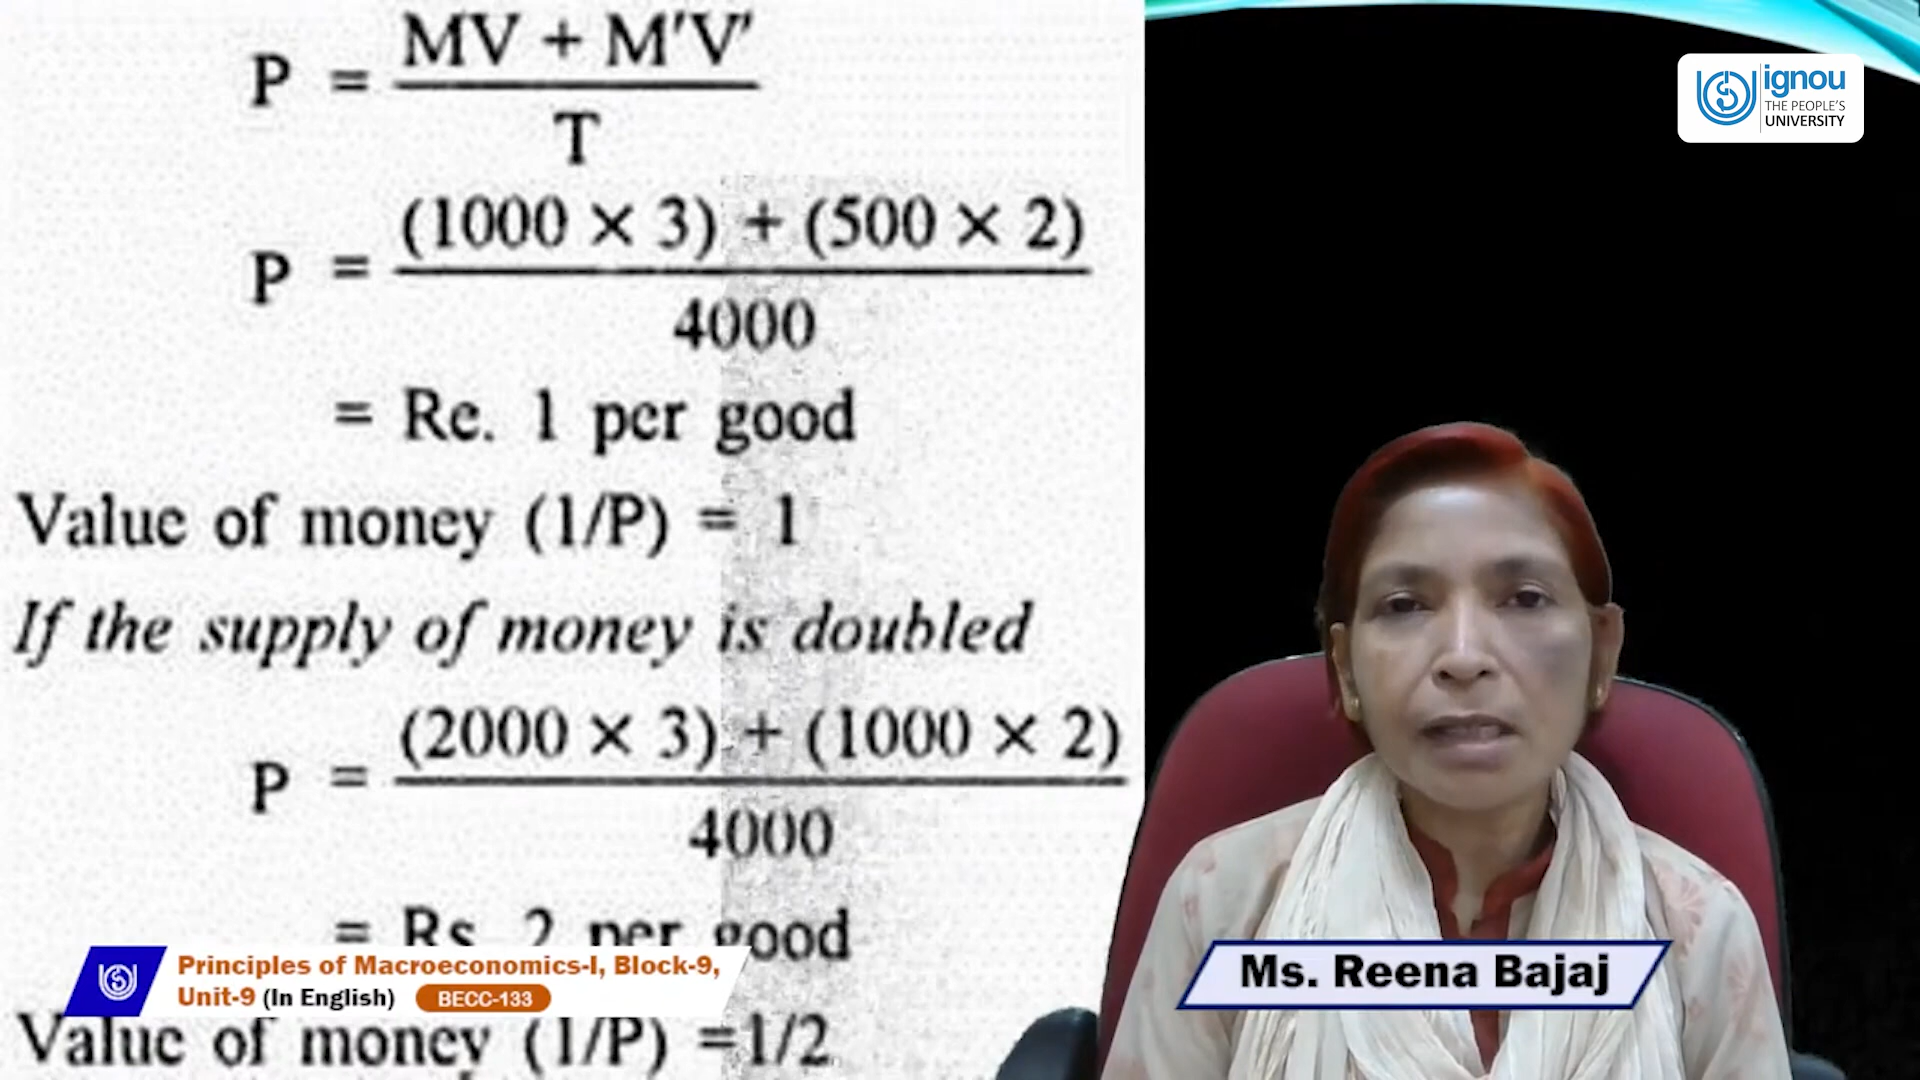 P = MV + M'V' / T
P = (1000 × 3) + (500 × 2) / 4000
= Re. 1 per good
Value of money (1/P) = 1
If the supply of money is doubled
P = (2000 × 3) + (1000 × 2) / 4000
= Rs. 2 per good
Value of money (1/P) =1/2
ignou
THE PEOPLE'S
UNIVERSITY
Principles of Macroeconomics-I, Block-9,
Unit-9 (In English) BECC-133
Ms. Reena Bajaj